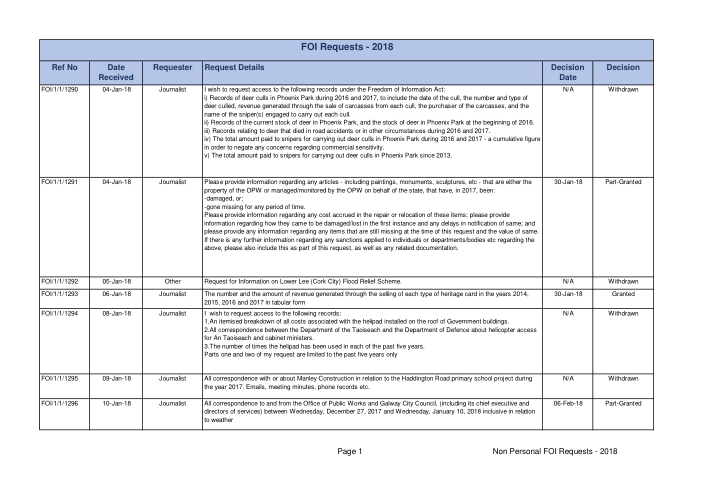 FOI Requests - 2018
Ref No Date Received Requester Request Details Decision Date Decision
FOI/1/1/1290 04-Jan-18 Journalist I wish to request access to the following records under the Freedom of Information Act: N/A Withdrawn
i) Records of deer culls in Phoenix Park during 2016 and 2017, to include the date of the cull, the number and type of
deer culled, revenue generated through the sale of carcasses from each cull, the purchaser of the carcasses, and the
name of the sniper(s) engaged to carry out each cull.
ii) Records of the current stock of deer in Phoenix Park, and the stock of deer in Phoenix Park at the beginning of 2016.
iii) Records relating to deer that died in road accidents or in other circumstances during 2016 and 2017.
iv) The total amount paid to snipers for carrying out deer culls in Phoenix Park during 2016 and 2017 - a cumulative figure
in order to negate any concerns regarding commercial sensitivity.
v) The total amount paid to snipers for carrying out deer culls in Phoenix Park since 2013.
FOI/1/1/1291 04-Jan-18 Journalist Please provide information regarding any articles - including paintings, monuments, sculptures, etc - that are either the 30-Jan-18 Part-Granted
property of the OPW or managed/monitored by the OPW on behalf of the state, that have, in 2017, been:
-damaged, or;
-gone missing for any period of time.
Please provide information regarding any cost accrued in the repair or relocation of these items; please provide
information regarding how they came to be damaged/lost in the first instance and any delays in notification of same; and
please provide any information regarding any items that are still missing at the time of this request and the value of same.
If there is any further information regarding any sanctions applied to individuals or departments/bodies etc regarding the
above, please also include this as part of this request, as well as any related documentation.
FOI/1/1/1292 05-Jan-18 Other Request for Information on Lower Lee (Cork City) Flood Relief Scheme. N/A Withdrawn
FOI/1/1/1293 06-Jan-18 Journalist The number and the amount of revenue generated through the selling of each type of heritage card in the years 2014, 30-Jan-18 Granted
2015, 2016 and 2017 in tabular form
FOI/1/1/1294 08-Jan-18 Journalist I wish to request access to the following records: N/A Withdrawn
1.An itemised breakdown of all costs associated with the helipad installed on the roof of Government buildings.
2.All correspondence between the Department of the Taoiseach and the Department of Defence about helicopter access
for An Taoiseach and cabinet ministers.
3.The number of times the helipad has been used in each of the past five years.
Parts one and two of my request are limited to the past five years only
FOI/1/1/1295 09-Jan-18 Journalist All correspondence with or about Manley Construction in relation to the Haddington Road primary school project during N/A Withdrawn
the year 2017. Emails, meeting minutes, phone records etc.
FOI/1/1/1296 10-Jan-18 Journalist All correspondence to and from the Office of Public Works and Galway City Council, (including its chief executive and 06-Feb-18 Part-Granted
directors of services) between Wednesday, December 27, 2017 and Wednesday, January 10, 2018 inclusive in relation
to weather
Page 1 Non Personal FOI Requests - 2018